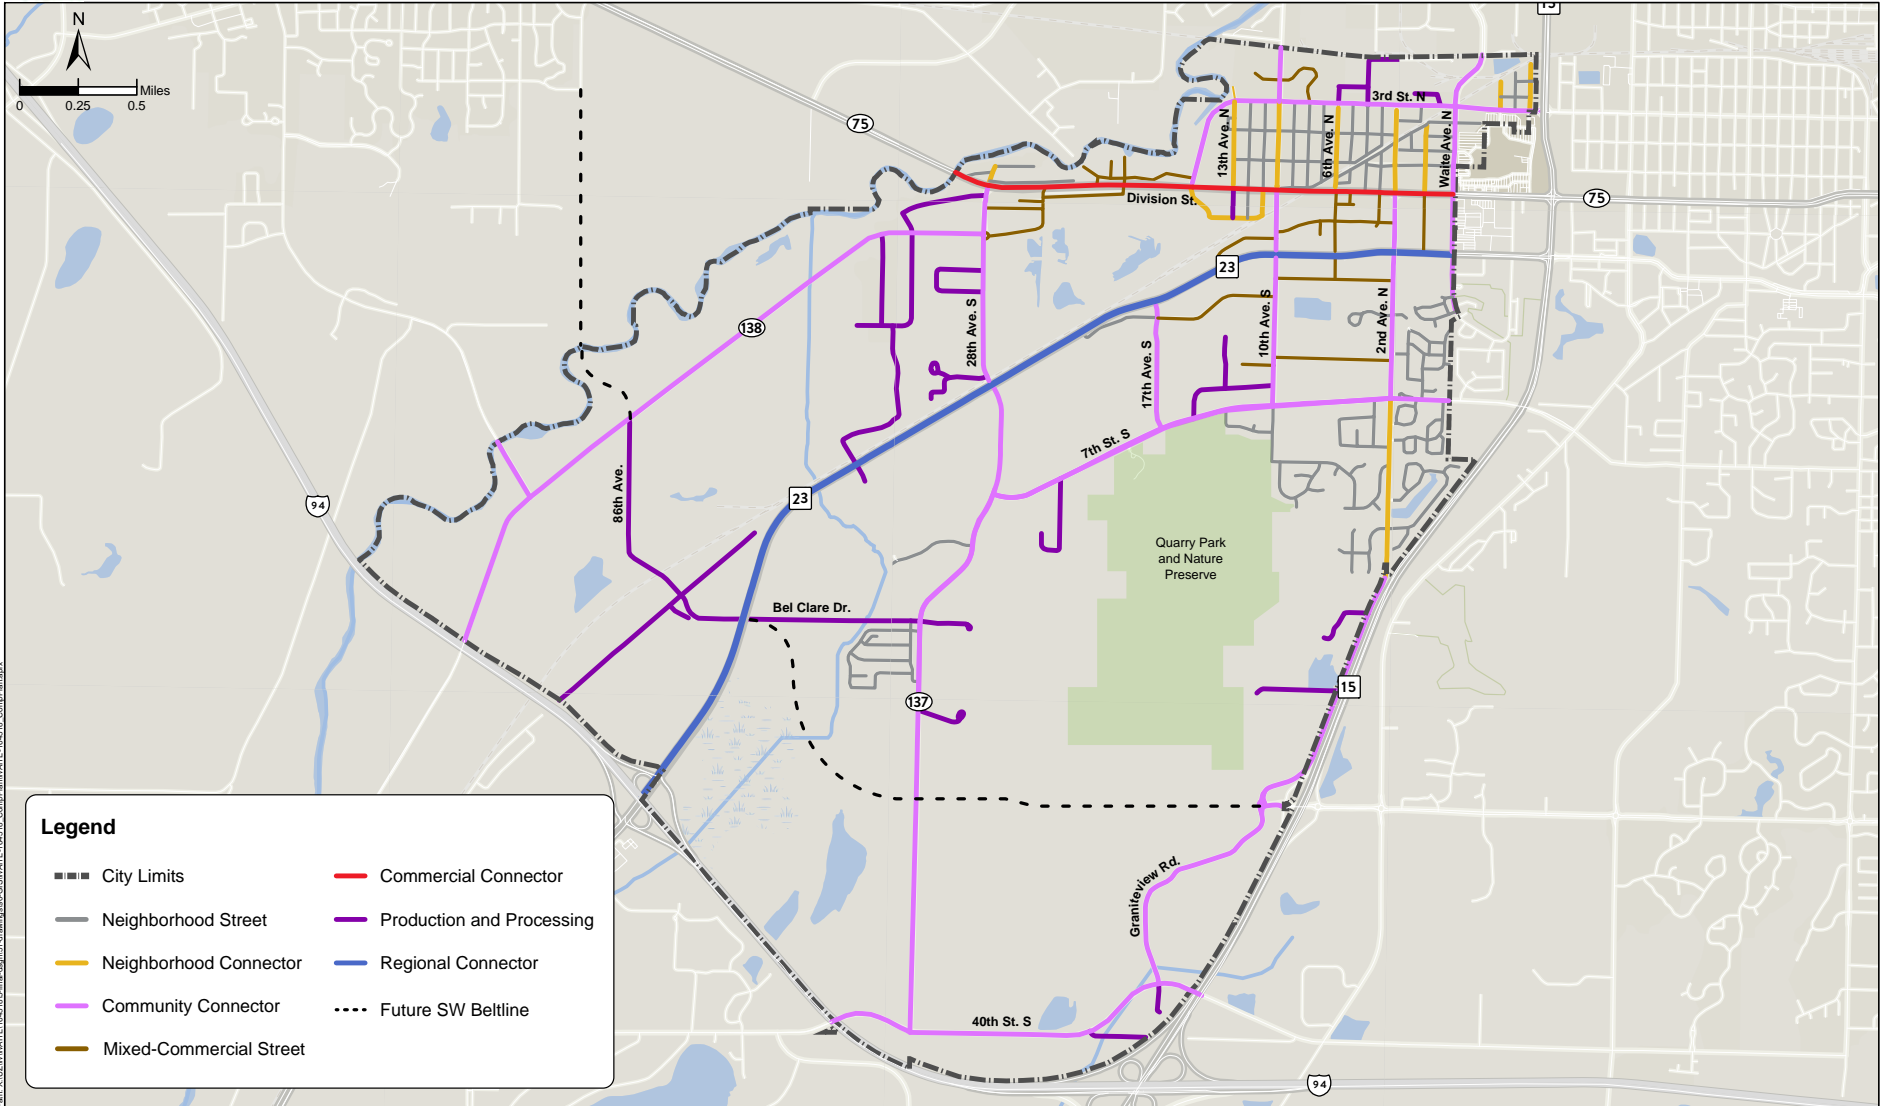 N
Miles
0 0.25 0.5
15
75
3rd St. N
13th Ave. N
6th Ave. N
Waite Ave. N
Division St.
75
23
138
28th Ave. S
10th Ave. S
2nd Ave. N
17th Ave. S
7th St. S
86th Ave.
94
23
Quarry Park
and Nature
Preserve
Bel Clare Dr.
137
15
Graniteview Rd.
40th St. S
94
Legend
City Limits
Neighborhood Street
Neighborhood Connector
Community Connector
Mixed-Commercial Street
Commercial Connector
Production and Processing
Regional Connector
Future SW Beltline